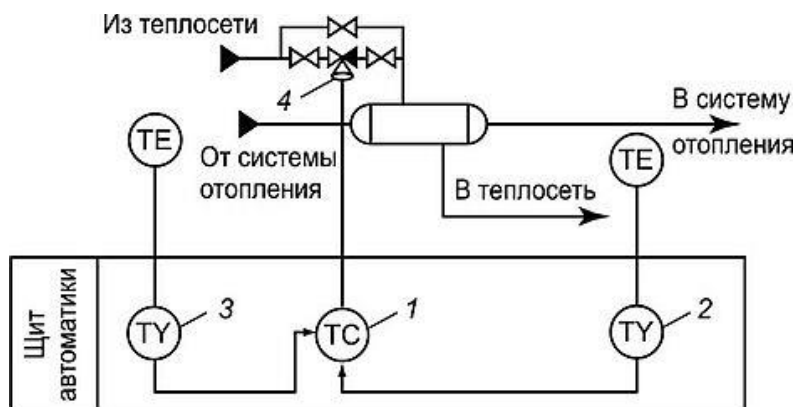 Из теплосети
4
В систему
отопления
TE
TE
От системы
отопления
В теплосеть
Щит
автоматики
TY
3
TC
1
TY
2